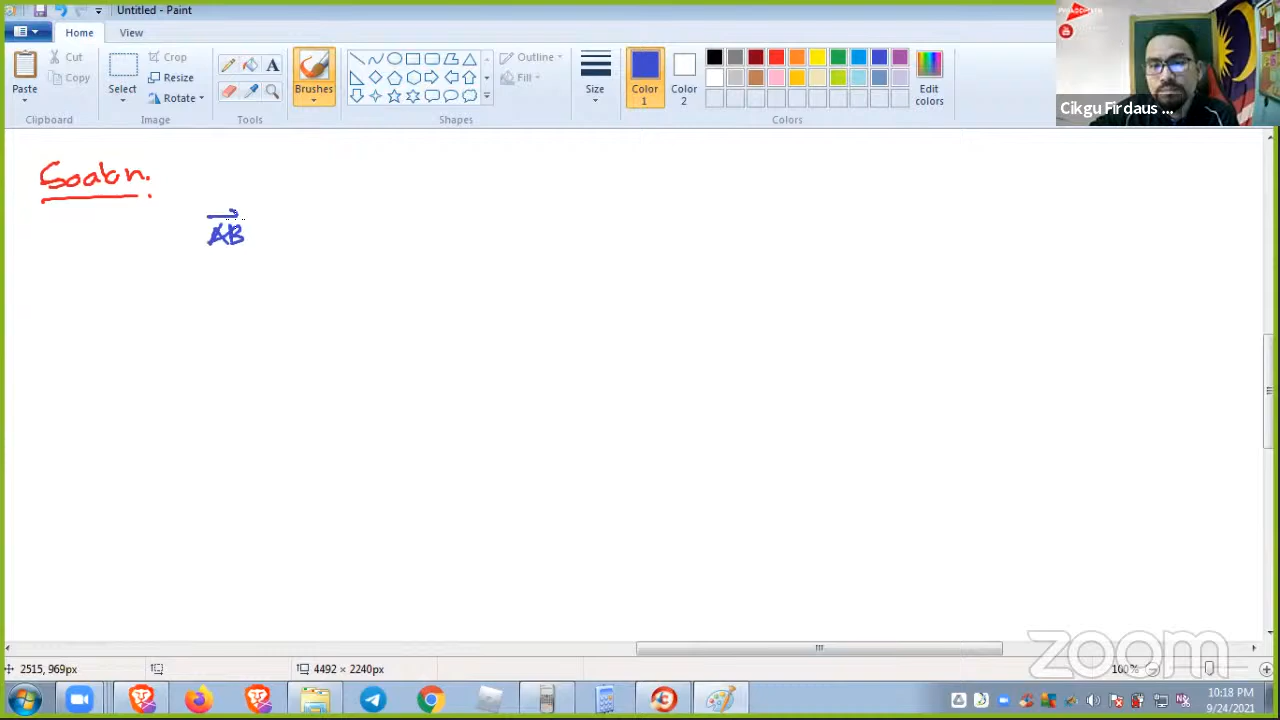 Untitled - Paint
Home View
Paste
Cut
Copy
Clipboard
Select
Crop
Resize
Rotate
Image
Tools
Brushes
Outline
Fill
Shapes
Size
Color 1
Color 2
Edit colors
Colors
Cikgu Firdaus ...
Soalan.
AB
zoom
2515, 969px
4492 × 2240px
100%
10:18 PM
9/24/2021